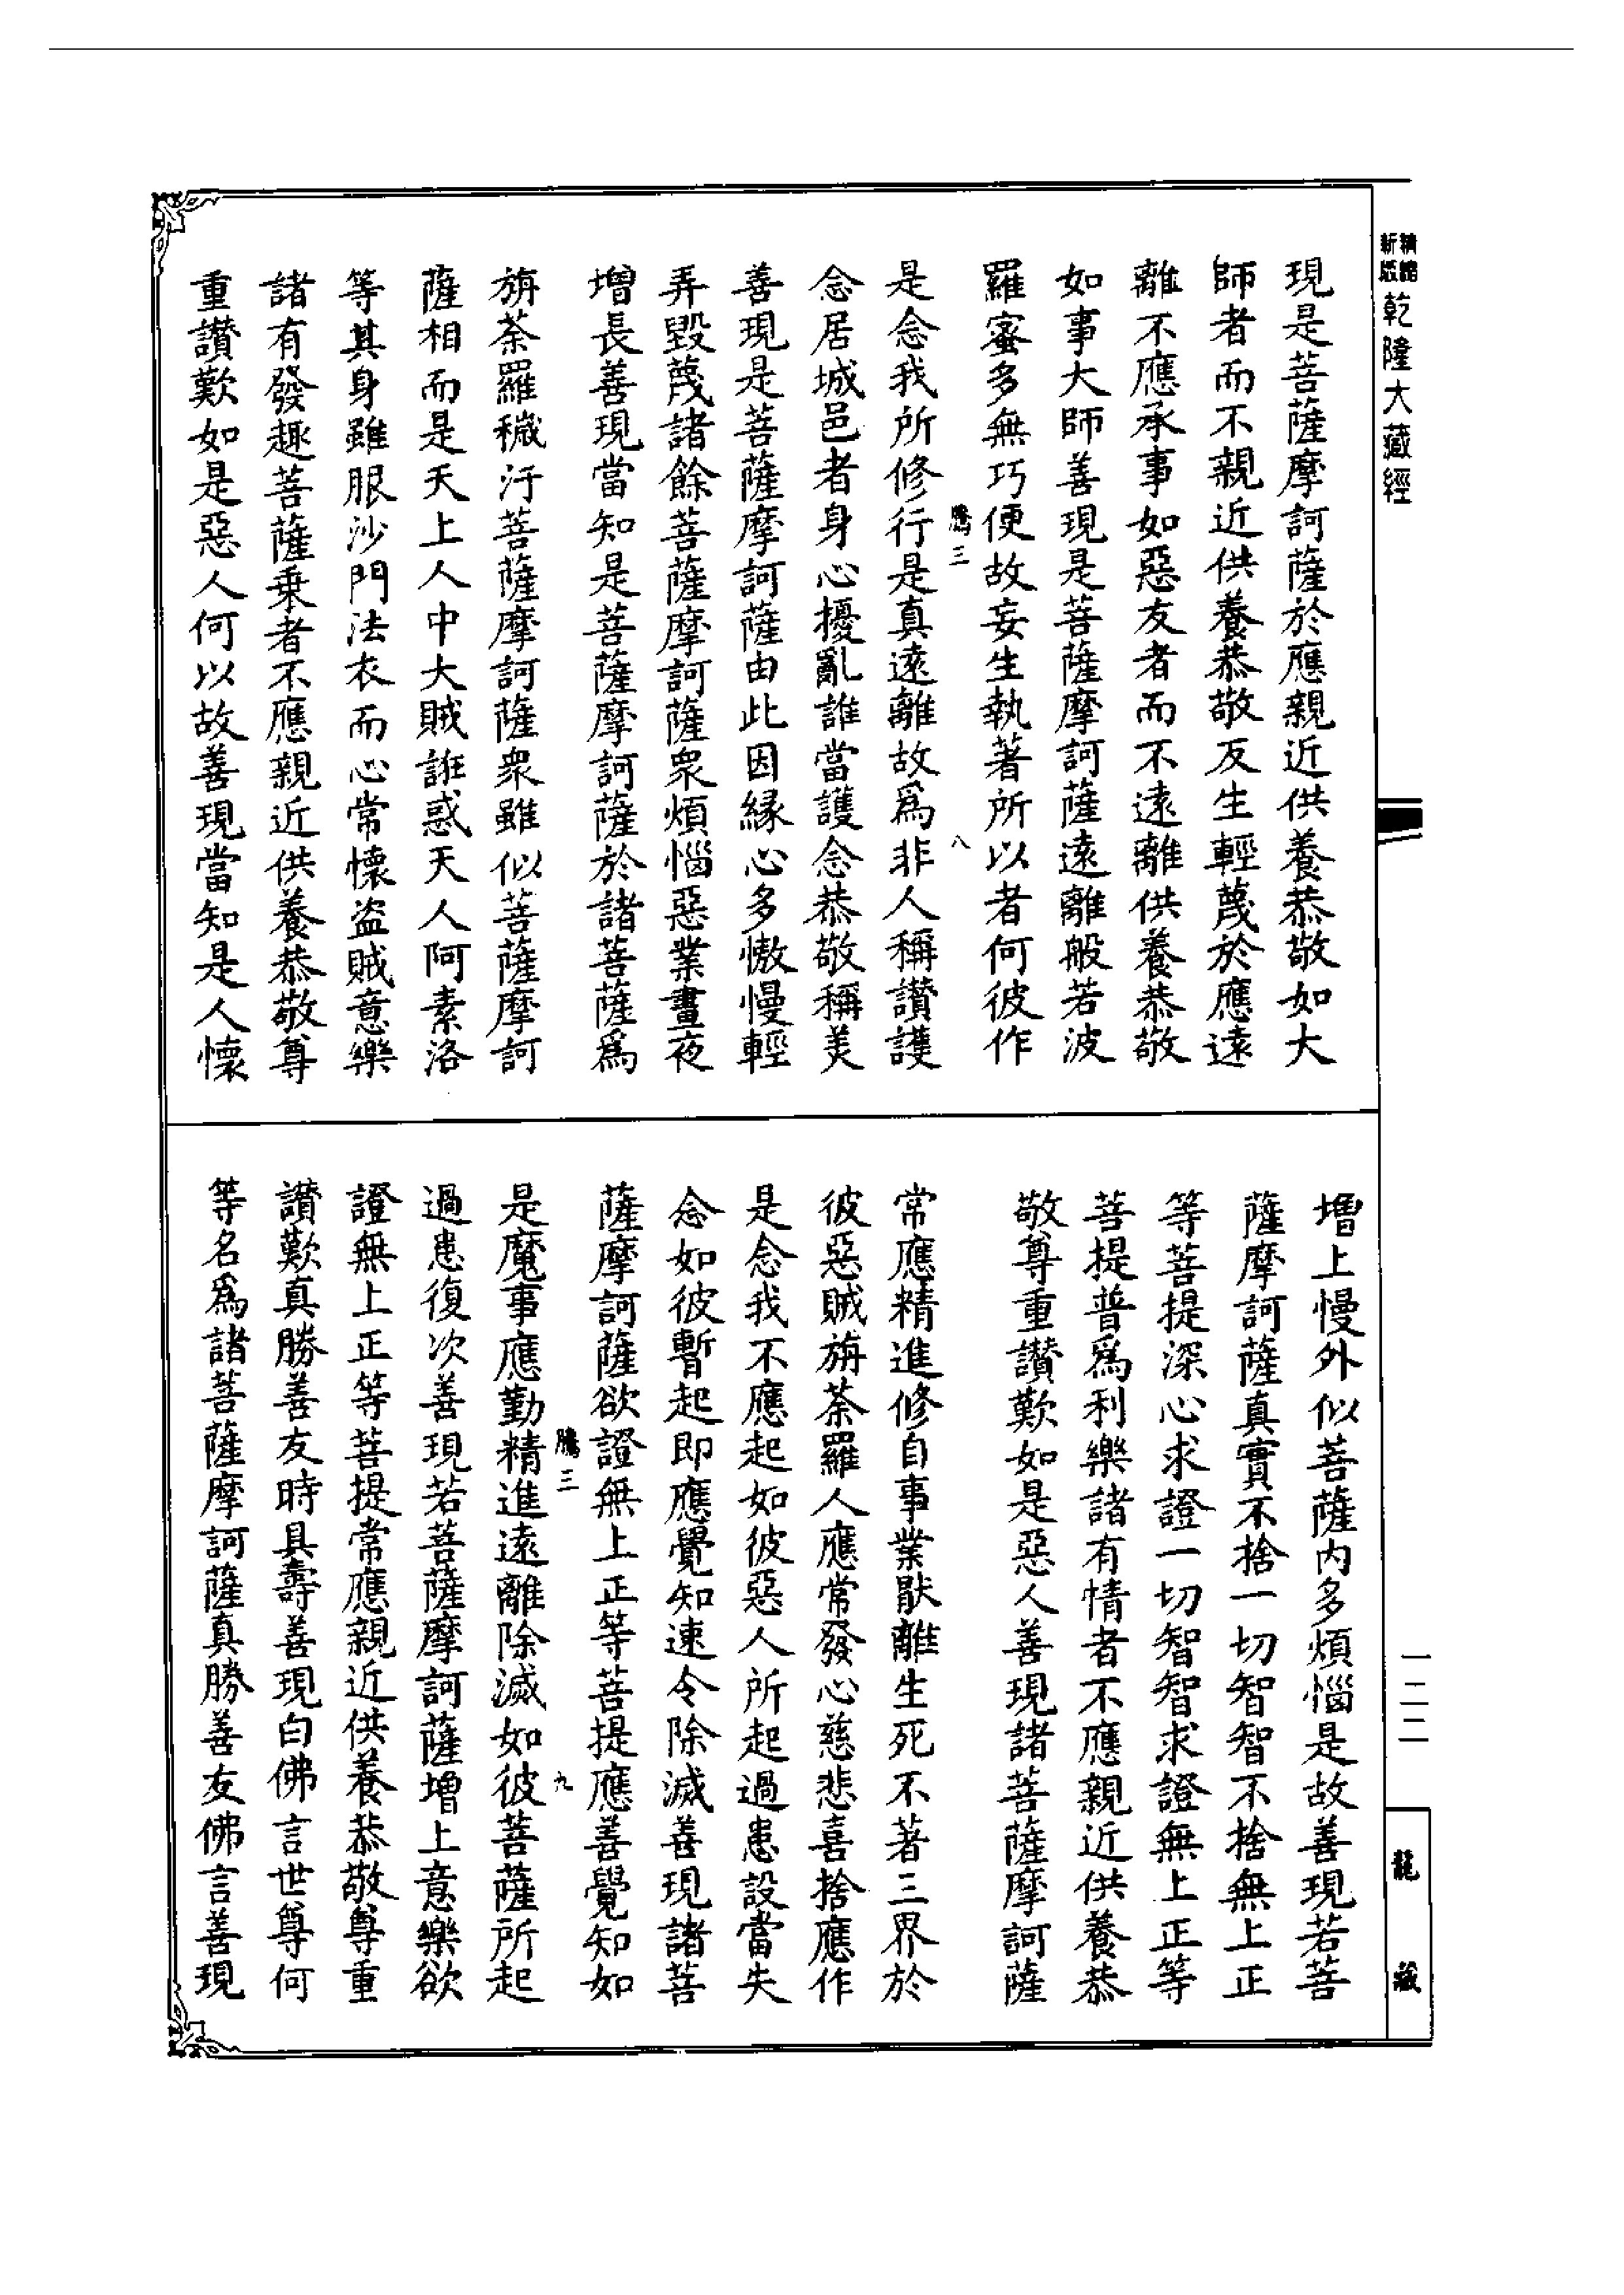 乾隆大藏經
現是菩薩摩訶薩於應親近供養恭敬如大
師者而不親近供養恭敬反生輕蔑於應遠
離不應承事如惡友者而不遠離供養恭敬
如事大師善現是菩薩摩訶薩遠離般若波
羅蜜多無巧便故妄生執著所以者何彼作
騰三
八
是念我所修行是真遠離故爲非人稱讚護
念居城邑者身心擾亂誰當護念恭敬稱美
善現是菩薩摩訶薩由此因緣心多慠慢輕
弄毀蔑諸餘菩薩摩訶薩衆煩惱惡業晝夜
增長善現當知是菩薩摩訶薩於諸菩薩爲
旃荼羅穢汙菩薩摩訶薩衆雖似菩薩摩訶
薩相而是天上人中大賊誑惑天人阿素洛
等其身雖服沙門法衣而心常懷盜賊意樂
諸有發趣菩薩乗者不應親近供養恭敬尊
重讚歎如是惡人何以故善現當知是人懷
增上慢外似菩薩内多煩惱是故善現若菩
薩摩訶薩真實不捨一切智智不捨無上正
等菩提深心求證一切智智求證無上正等
菩提普爲利樂諸有情者不應親近供養恭
敬尊重讚歎如是惡人善現諸菩薩摩訶薩
常應精進修自事業猒離生死不著三界於
彼惡賊旃荼羅人應常發心慈悲喜捨應作
是念我不應起如彼惡人所起過患設當失
念如彼暫起即應覺知速令除滅善現諸菩
薩摩訶薩欲證無上正等菩提應善覺知如
騰三
九
是魔事應勤精進遠離除滅如彼菩薩所起
過患復次善現若菩薩摩訶薩增上意樂欲
證無上正等菩提常應親近供養恭敬尊重
讚歎真勝善友時具壽善現白佛言世尊何
等名爲諸菩薩摩訶薩真勝善友佛言善現
一二二
龍藏